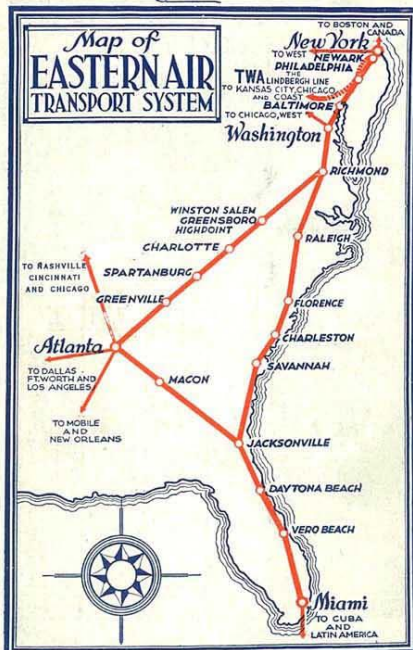 Map of
EASTERN AIR
TRANSPORT SYSTEM
TO BOSTON AND
CANADA
New York
TO WEST
NEWARK
PHILADELPHIA
TWA THE
LINDBERGH LINE
TO KANSAS CITY, CHICAGO
AND COAST
BALTIMORE
TO CHICAGO, WEST
Washington
RICHMOND
WINSTON SALEM
GREENSBORO
HIGHPOINT
RALEIGH
CHARLOTTE
TO NASHVILLE
CINCINNATI
AND CHICAGO
SPARTANBURG
GREENVILLE
FLORENCE
CHARLESTON
Atlanta
SAVANNAH
TO DALLAS
FT. WORTH AND
LOS ANGELES
MACON
TO MOBILE
AND
NEW ORLEANS
JACKSONVILLE
DAYTONA BEACH
VERO BEACH
Miami
TO CUBA
AND
LATIN AMERICA